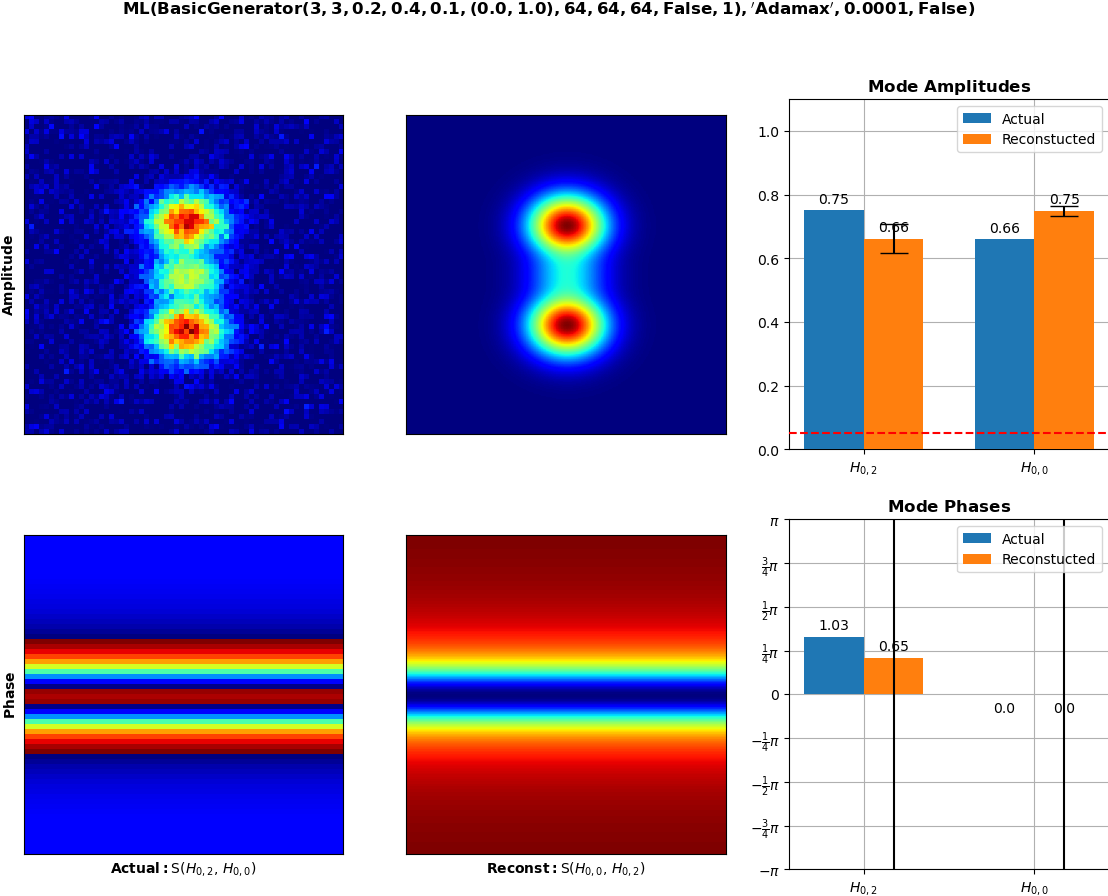 ML(BasicGenerator(3, 3, 0.2, 0.4, 0.1, (0.0, 1.0), 64, 64, 64, False, 1), ′Adamax′, 0.0001, False)
Amplitude
Mode Amplitudes
Actual
Reconstucted
1.0
0.8
0.6
0.4
0.2
0.0
0.75
0.66
0.66
0.75
H0, 2
H0, 0
Phase
Actual: S(H0, 2, H0, 0)
Reconst: S(H0, 0, H0, 2)
Mode Phases
Actual
Reconstucted
π
3/4π
1/2π
1/4π
0
−1/4π
−1/2π
−3/4π
−π
1.03
0.65
0.0
0.0
H0, 2
H0, 0